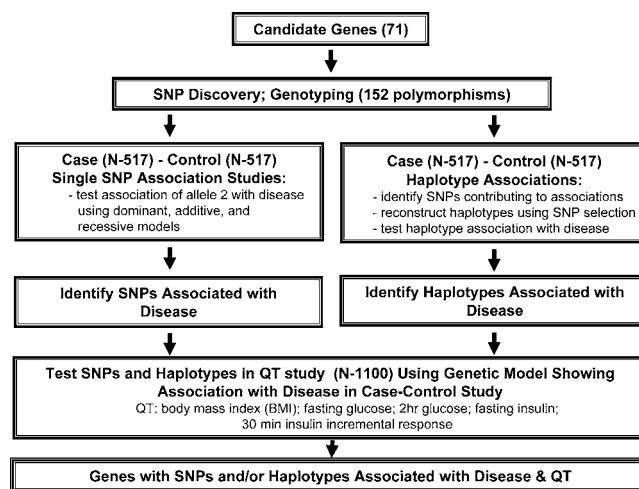 Candidate Genes (71)
SNP Discovery; Genotyping (152 polymorphisms)
Case (N-517) - Control (N-517)
Single SNP Association Studies:
- test association of allele 2 with disease
using dominant, additive, and
recessive models
Case (N-517) - Control (N-517)
Haplotype Associations:
- identify SNPs contributing to associations
- reconstruct haplotypes using SNP selection
- test haplotype association with disease
Identify SNPs Associated with
Disease
Identify Haplotypes Associated with
Disease
Test SNPs and Haplotypes in QT study (N-1100) Using Genetic Model Showing
Association with Disease in Case-Control Study
QT: body mass index (BMI); fasting glucose; 2hr glucose; fasting insulin;
30 min insulin incremental response
Genes with SNPs and/or Haplotypes Associated with Disease & QT